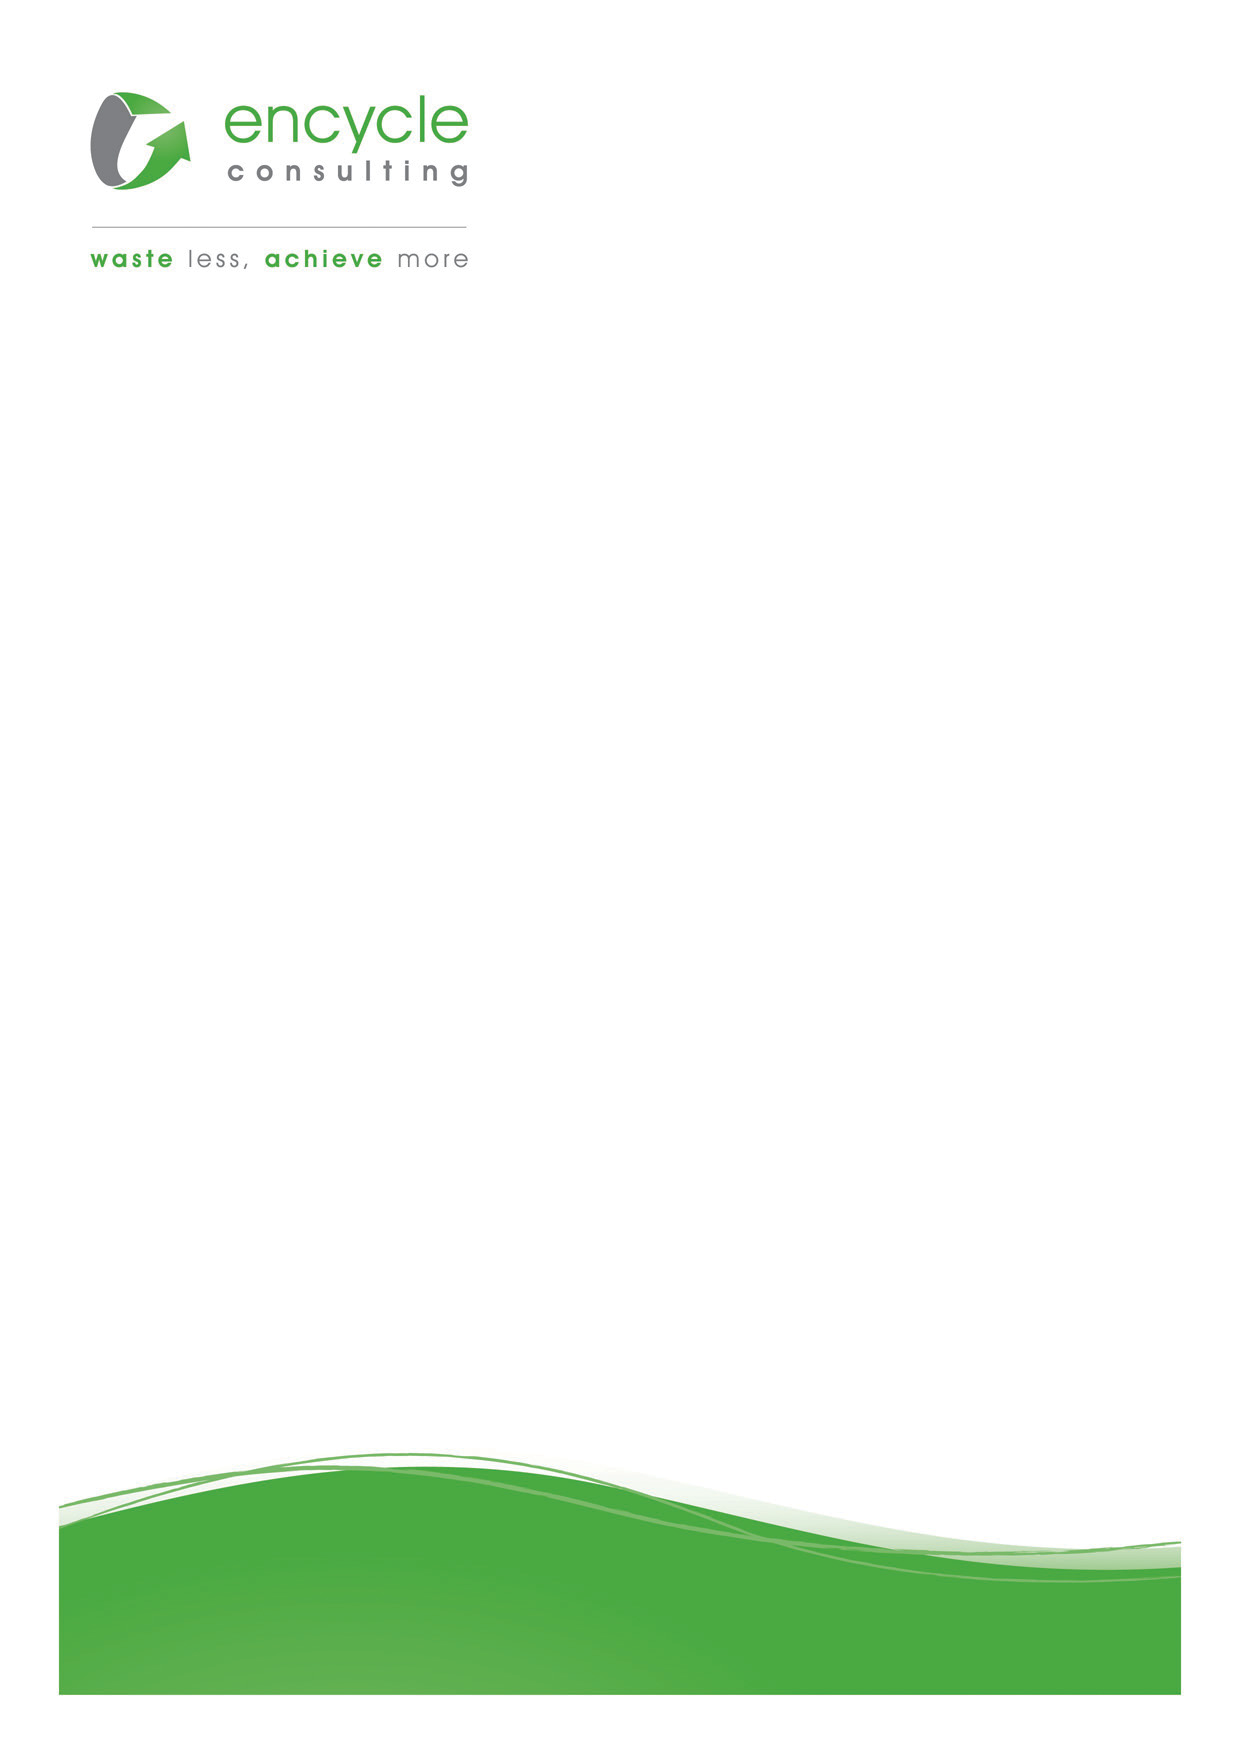 encycle
consulting
waste less, achieve more